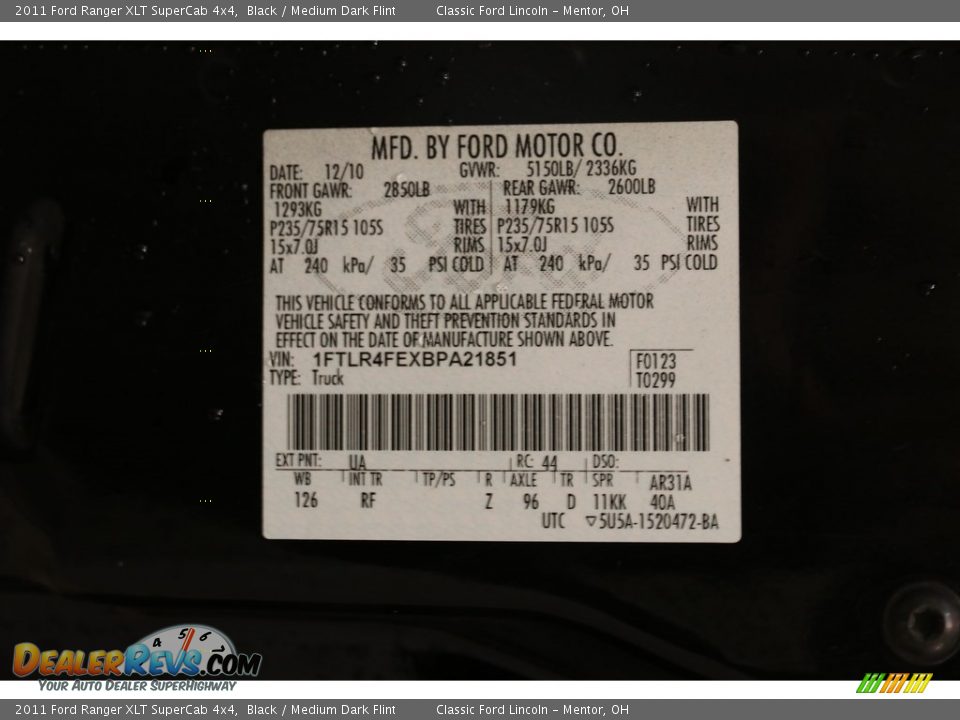 2011 Ford Ranger XLT SuperCab 4x4, Black / Medium Dark Flint Classic Ford Lincoln – Mentor, OH
MFD. BY FORD MOTOR CO.
DATE: 12/10 GVWR: 5150LB/ 2336KG
FRONT GAWR: 2850LB REAR GAWR: 2600LB
1293KG WITH 1179KG WITH
P235/75R15 105S TIRES P235/75R15 105S TIRES
15x7.0J RIMS 15x7.0J RIMS
AT 240 kPa/ 35 PSI COLD AT 240 kPa/ 35 PSI COLD
THIS VEHICLE CONFORMS TO ALL APPLICABLE FEDERAL MOTOR
VEHICLE SAFETY AND THEFT PREVENTION STANDARDS IN
EFFECT ON THE DATE OF MANUFACTURE SHOWN ABOVE.
VIN: 1FTLR4FEXBPA21851 F0123
TYPE: Truck T0299
EXT PNT: UA RC: 44 DSO:
WB INT TR TP/PS R AXLE TR SPR AR31A
126 RF Z 96 D 11KK 40A
UTC ▽5U5A-1520472-BA
4 5 6
DEALERREVS.COM
YOUR AUTO DEALER SUPERHIGHWAY
2011 Ford Ranger XLT SuperCab 4x4, Black / Medium Dark Flint Classic Ford Lincoln – Mentor, OH